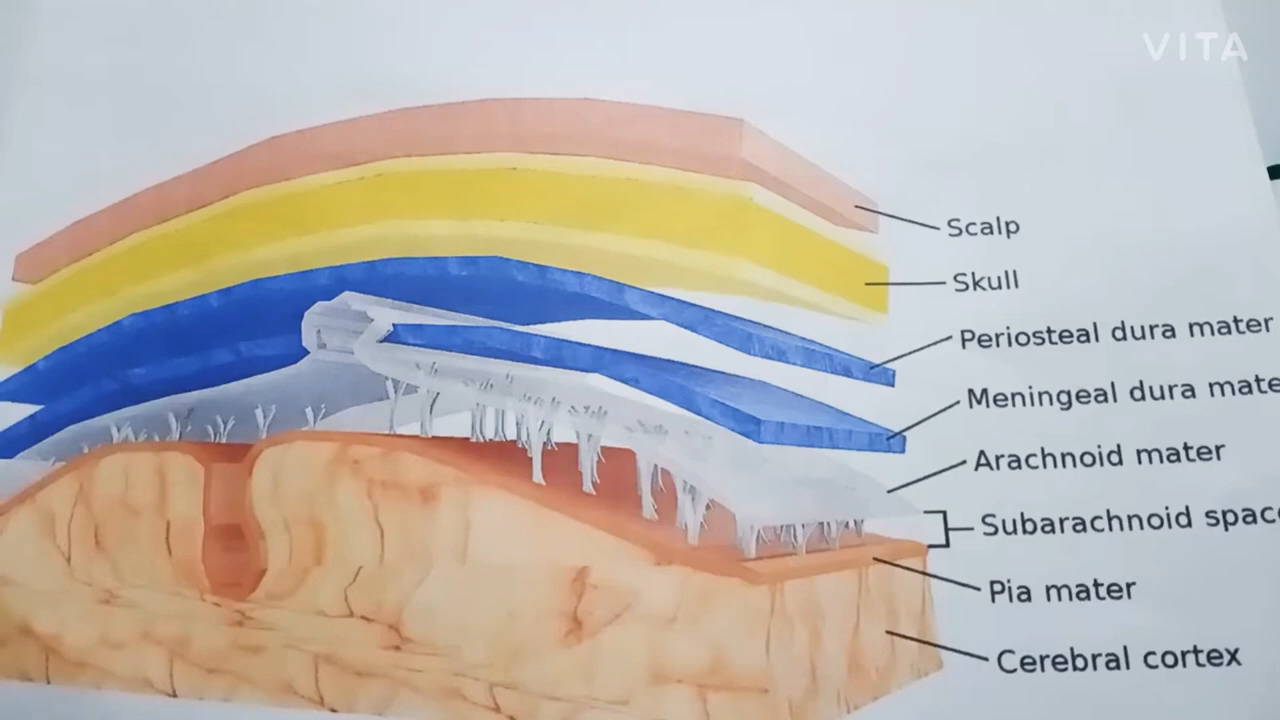 VITA
Scalp
Skull
Periosteal dura mater
Meningeal dura mate
Arachnoid mater
Subarachnoid spac
Pia mater
Cerebral cortex